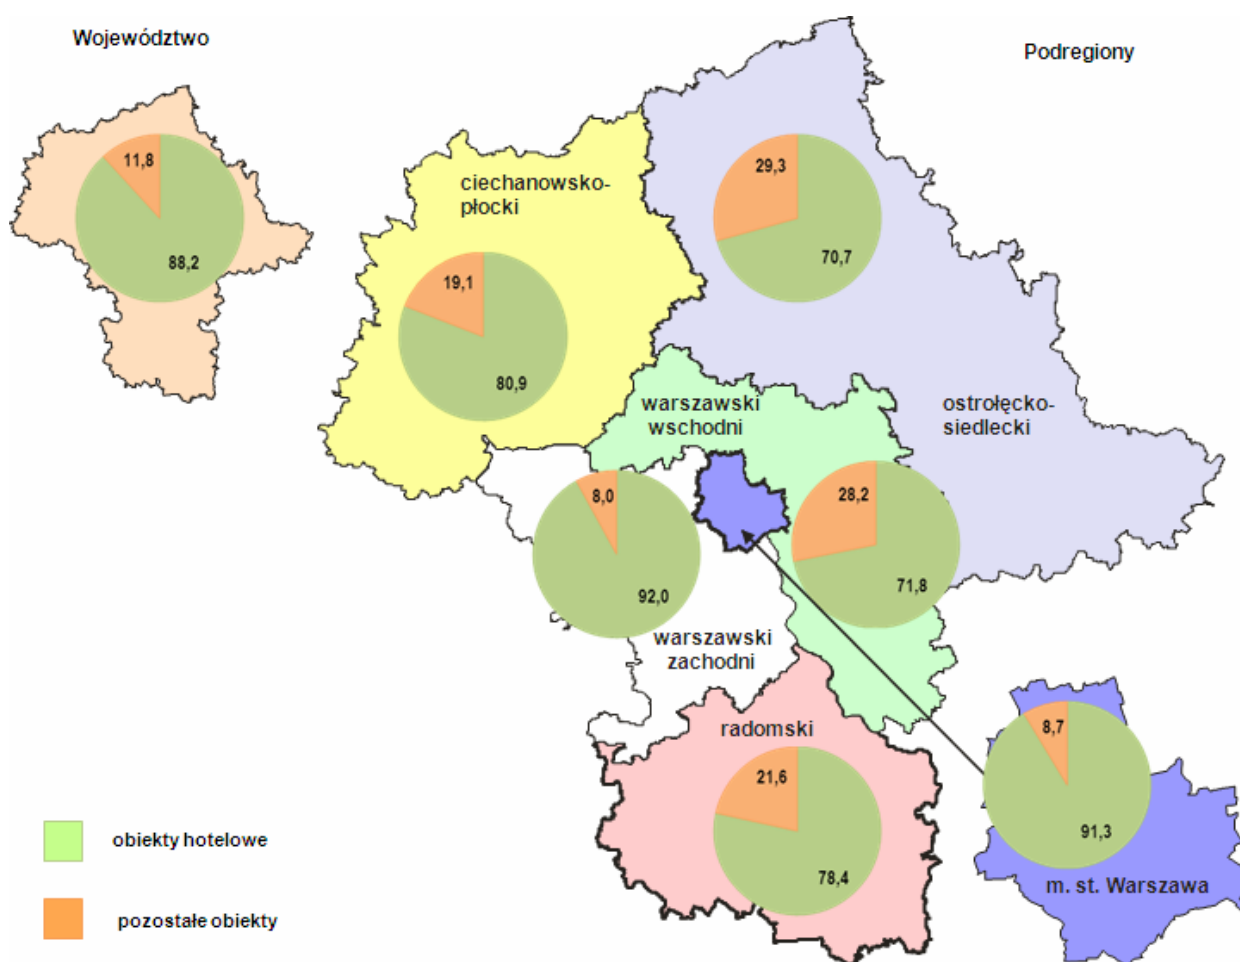 Województwo
Podregiony
11,8
88,2
ciechanowsko-
płocki
19,1
80,9
29,3
70,7
ostrołęcko-
siedlecki
warszawski
wschodni
28,2
71,8
8,0
92,0
warszawski
zachodni
radomski
21,6
78,4
8,7
91,3
m. st. Warszawa
obiekty hotelowe
pozostałe obiekty